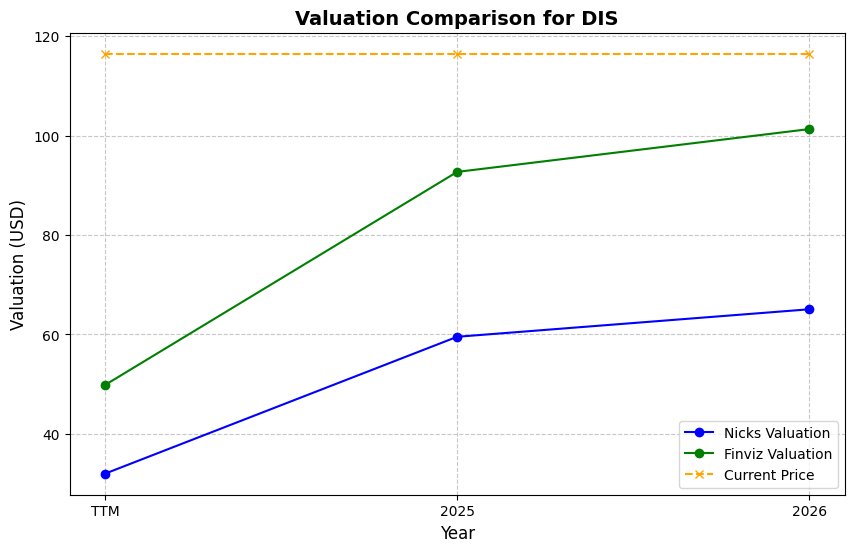 Valuation Comparison for DIS
Valuation (USD)
120
100
80
60
40
TTM
2025
2026
Year
Nicks Valuation
Finviz Valuation
Current Price